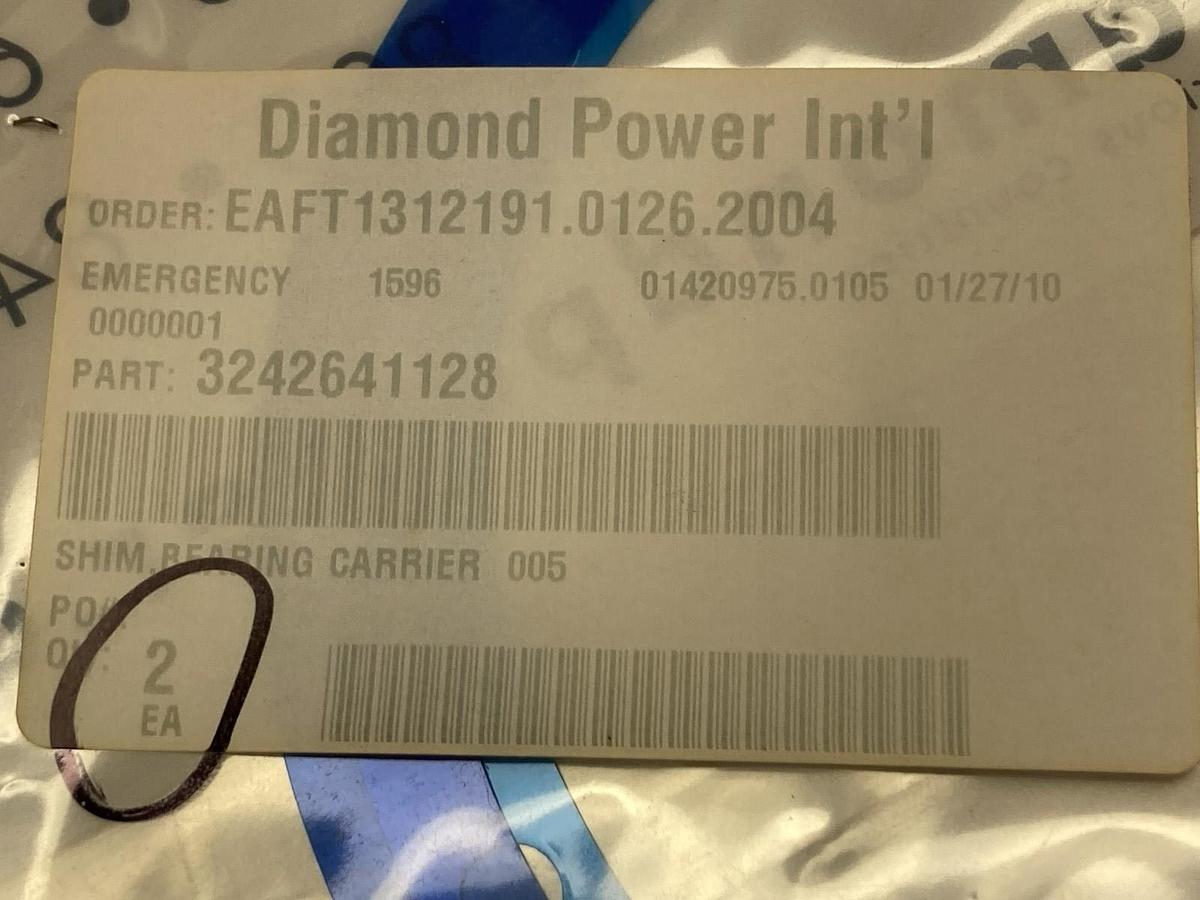 Diamond Power Int'l
ORDER: EAFT1312191.0126.2004
EMERGENCY 1596 01420975.0105 01/27/10
0000001
PART: 3242641128
SHIM,BEARING CARRIER 005
PO#
2
EA